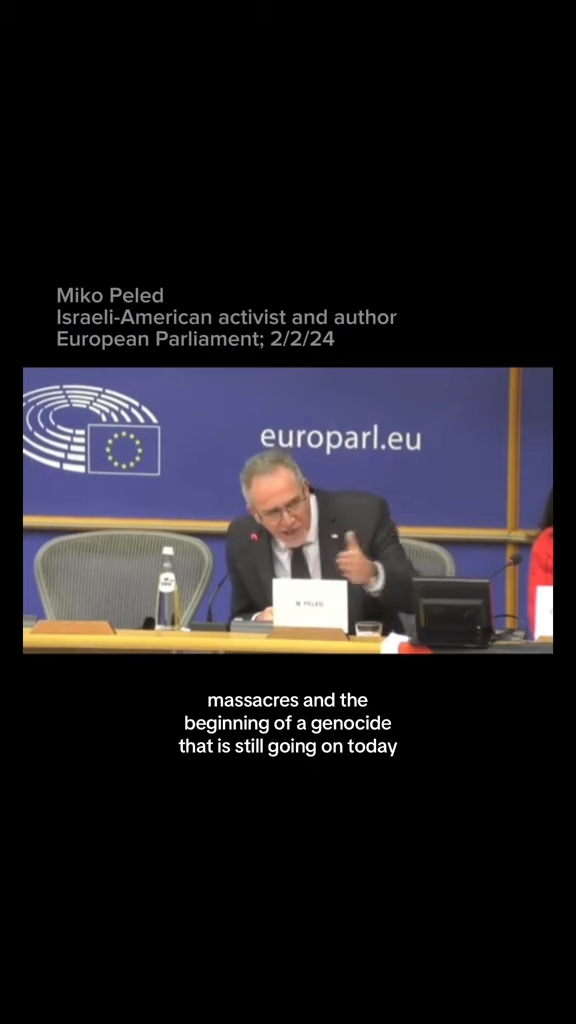 Miko Peled
Israeli-American activist and author
European Parliament; 2/2/24
europarl.eu
M. PELED
massacres and the
beginning of a genocide
that is still going on today